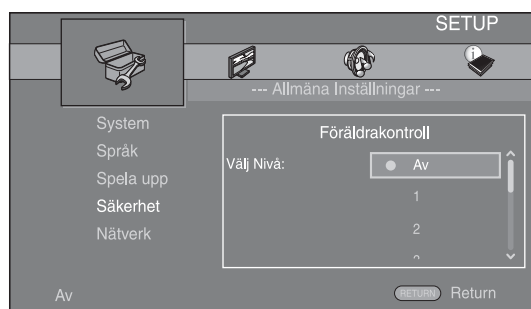 SETUP
--- Allmäna Inställningar ---
System
Språk
Spela upp
Säkerhet
Nätverk
Föräldrakontroll
Välj Nivå:
Av
1
2
Av
RETURN Return